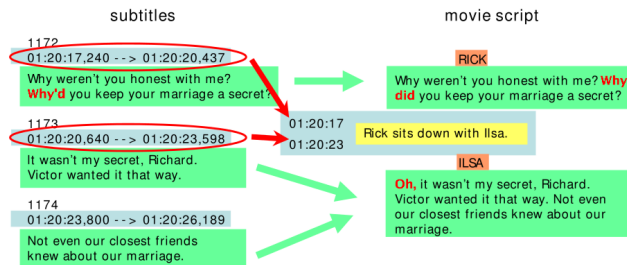 subtitles
1172
01:20:17,240 --> 01:20:20,437
Why weren't you honest with me?
Why'd you keep your marriage a secret?
1173
01:20:20,640 --> 01:20:23,598
It wasn't my secret, Richard.
Victor wanted it that way.
1174
01:20:23,800 --> 01:20:26,189
Not even our closest friends
knew about our marriage.
movie script
RICK
Why weren't you honest with me? Why
did you keep your marriage a secret?
01:20:17
01:20:23
Rick sits down with Ilsa.
ILSA
Oh, it wasn't my secret, Richard.
Victor wanted it that way. Not even
our closest friends knew about our
marriage.